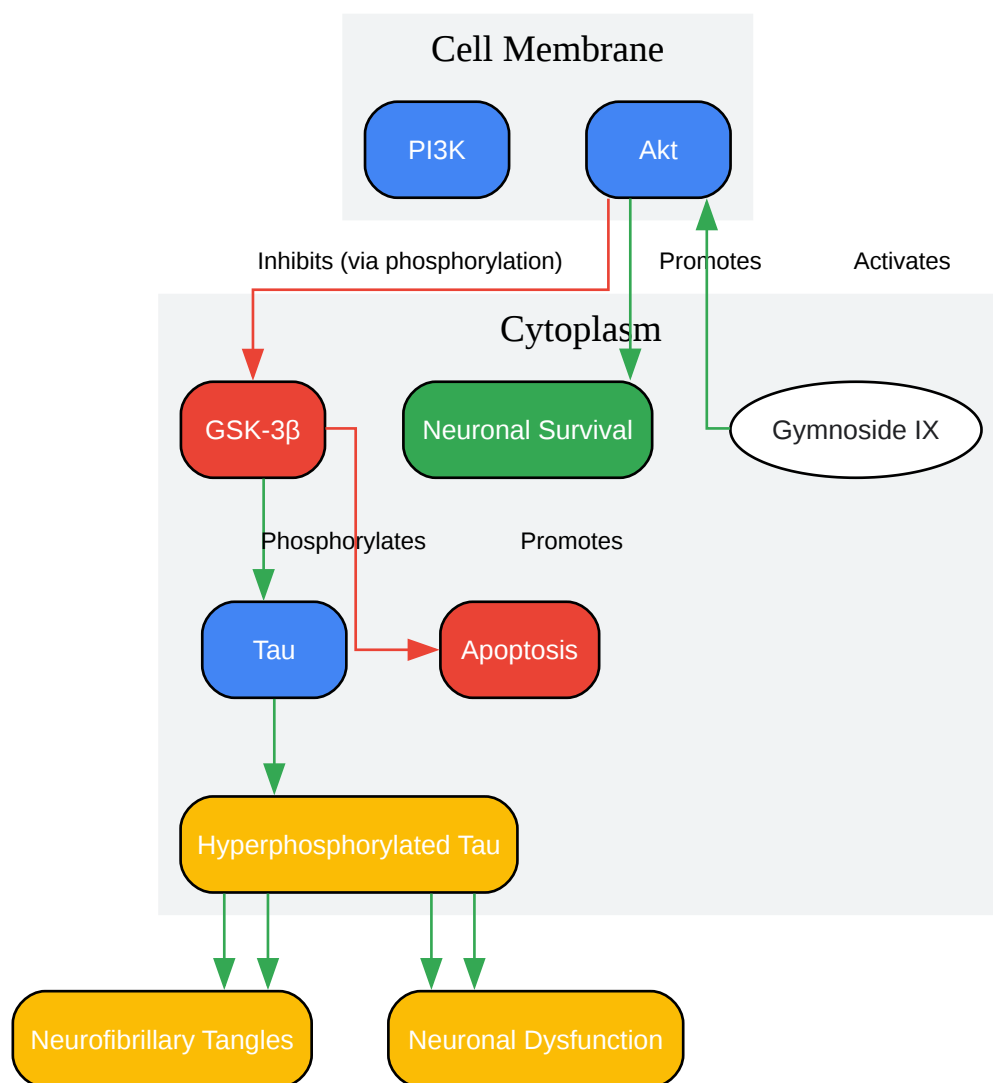 Cell Membrane
PI3K
Akt
Inhibits (via phosphorylation)
Promotes
Activates
Cytoplasm
GSK-3β
Neuronal Survival
Gymnoside IX
Phosphorylates
Promotes
Tau
Apoptosis
Hyperphosphorylated Tau
Neurofibrillary Tangles
Neuronal Dysfunction